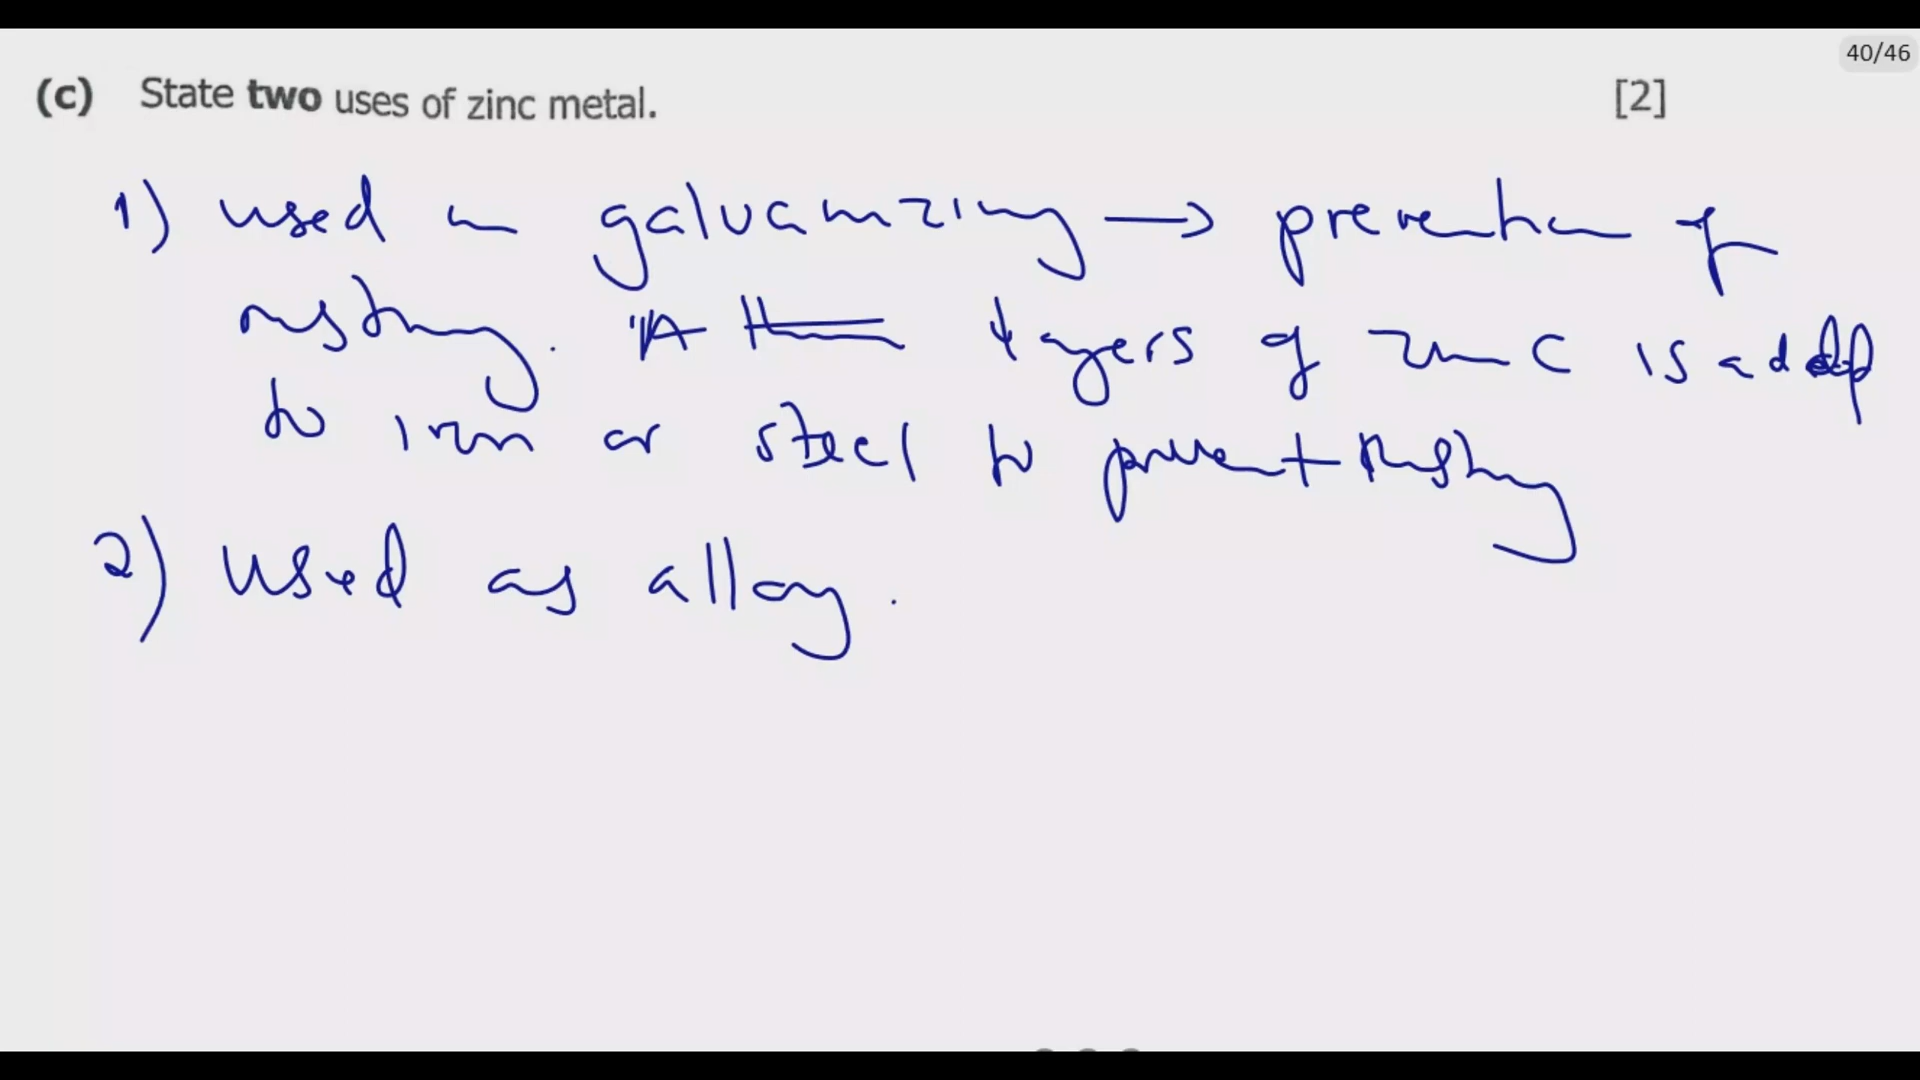 40/46
(c) State two uses of zinc metal. [2]
1) used in galvanizing → prevention of
rusting. layers of zinc is added
to iron or steel to prevent rusting
2) used as alloy.